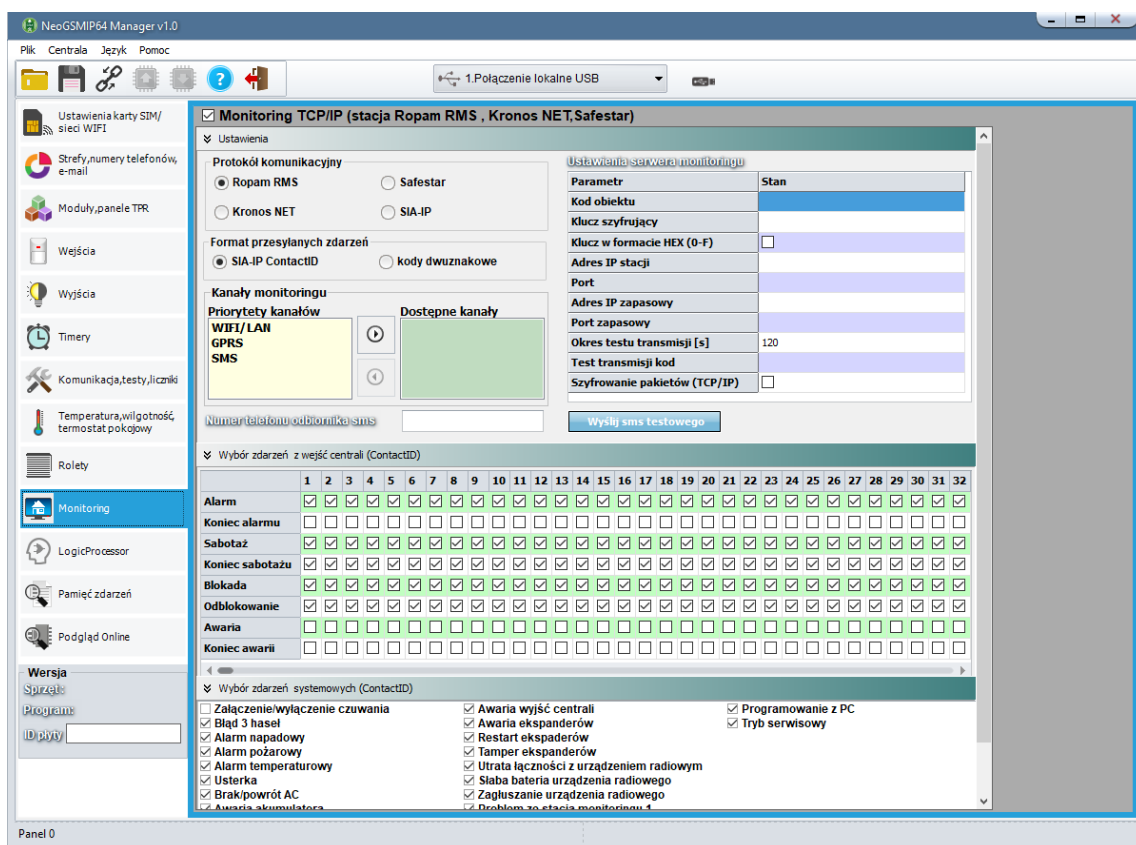 NeoGSMIP64 Manager v1.0
Plik Centrala Język Pomoc
1.Połączenie lokalne USB
Ustawienia karty SIM/
sieci WIFI
Strefy,numery telefonów,
e-mail
Moduły,panele TPR
Wejścia
Wyjścia
Timery
Komunikacja,testy,liczniki
Temperatura,wilgotność,
termostat pokojowy
Rolety
Monitoring
LogicProcessor
Pamięć zdarzeń
Podgląd Online
Wersja
Sprzęt:
Program:
ID płyty
Monitoring TCP/IP (stacja Ropam RMS , Kronos NET,Safestar)
Ustawienia
Protokół komunikacyjny
Ropam RMS Safestar
Kronos NET SIA-IP
Format przesyłanych zdarzeń
SIA-IP ContactID kody dwuznakowe
Kanały monitoringu
Priorytety kanałów Dostępne kanały
WIFI/LAN
GPRS
SMS
Numer telefonu odbiornika sms
Ustawienia serwera monitoringu
Parametr Stan
Kod obiektu
Klucz szyfrujący
Klucz w formacie HEX (0-F)
Adres IP stacji
Port
Adres IP zapasowy
Port zapasowy
Okres testu transmisji [s] 120
Test transmisji kod
Szyfrowanie pakietów (TCP/IP)
Wyślij sms testowego
Wybór zdarzeń z wejść centrali (ContactID)
1 2 3 4 5 6 7 8 9 10 11 12 13 14 15 16 17 18 19 20 21 22 23 24 25 26 27 28 29 30 31 32
Alarm
Koniec alarmu
Sabotaż
Koniec sabotażu
Blokada
Odblokowanie
Awaria
Koniec awarii
Wybór zdarzeń systemowych (ContactID)
Załączenie/wyłączenie czuwania Awaria wyjść centrali Programowanie z PC
Błąd 3 haseł Awaria ekspanderów Tryb serwisowy
Alarm napadowy Restart ekspaderów
Alarm pożarowy Tamper ekspanderów
Alarm temperaturowy Utrata łączności z urządzeniem radiowym
Usterka Słaba bateria urządzenia radiowego
Brak/powrót AC Zagłuszanie urządzenia radiowego
Awaria akumulatora Problem ze stacją monitoringu 1
Panel 0